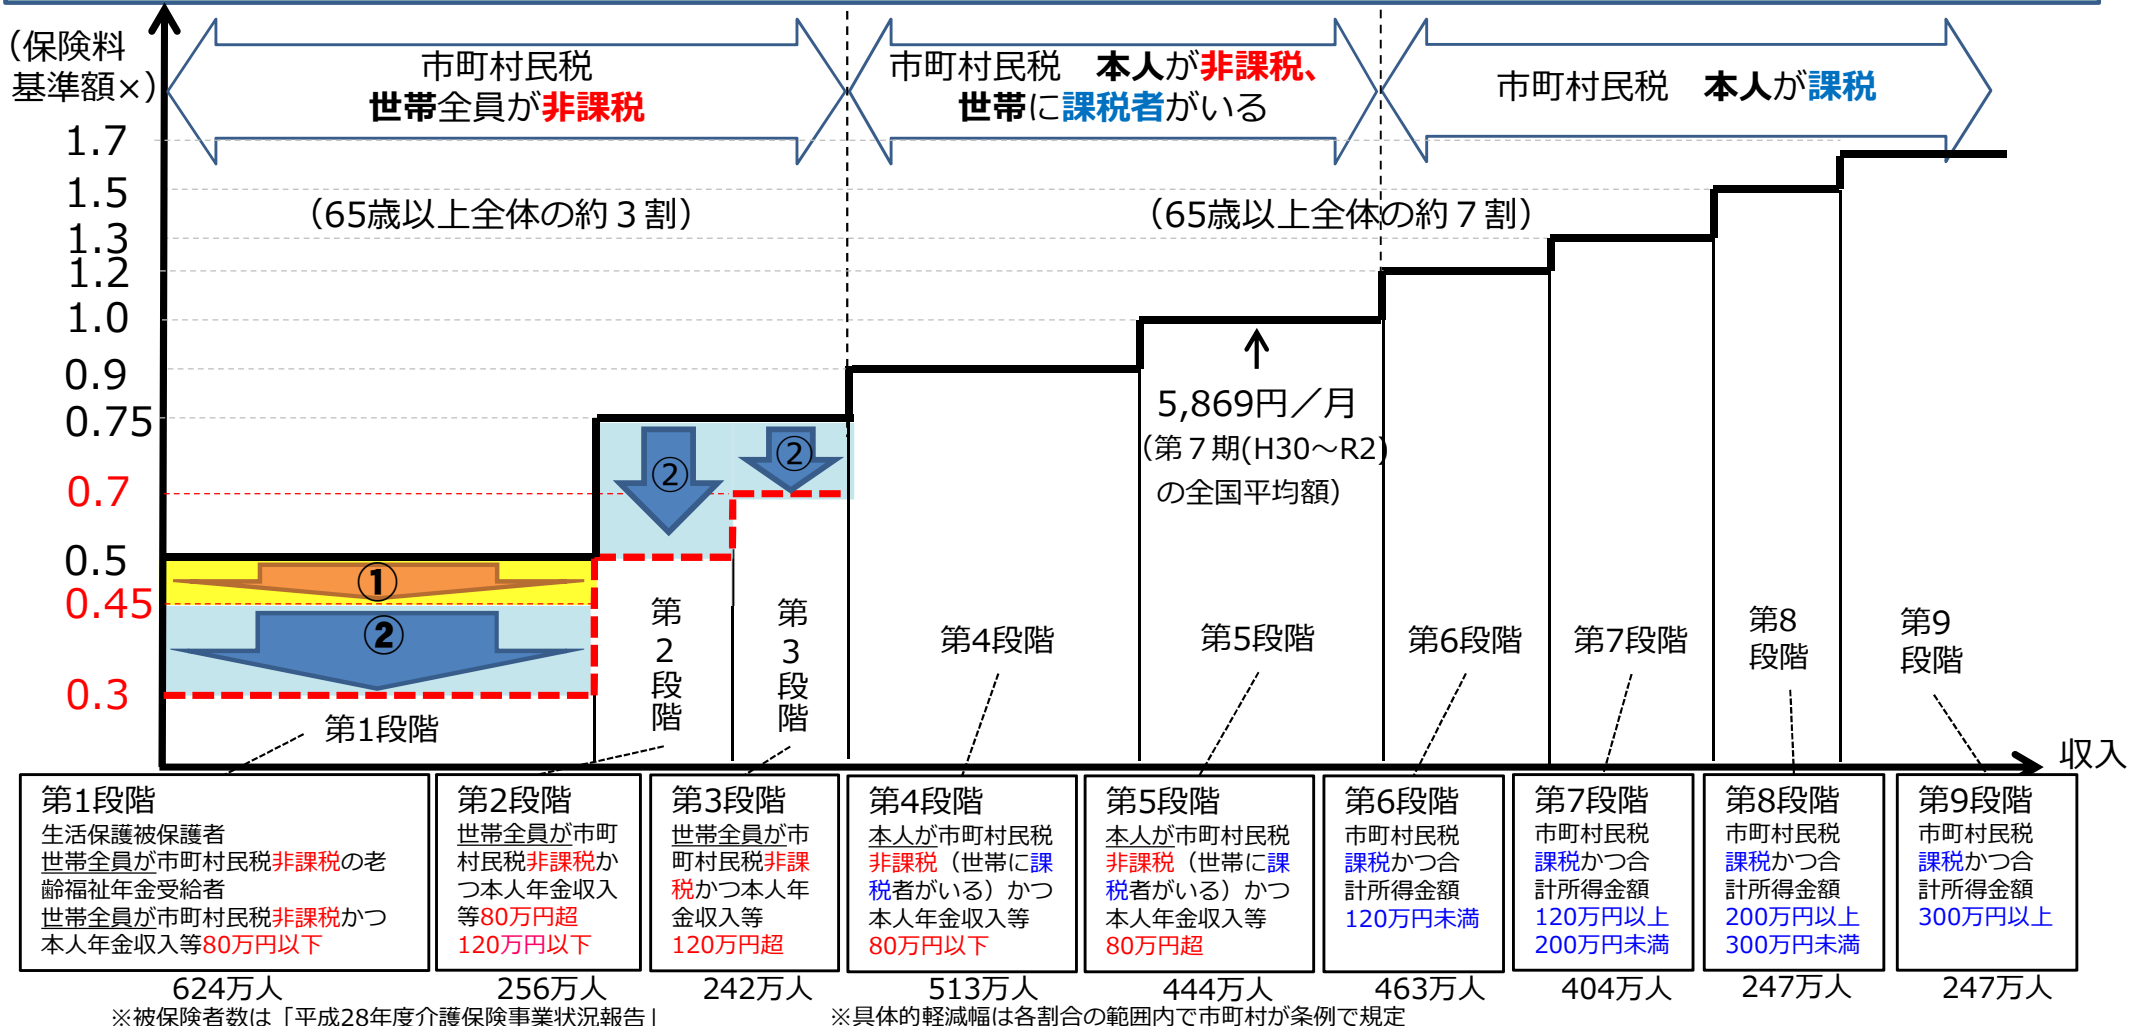 （保険料
基準額×）
市町村民税
世帯全員が非課税
市町村民税　本人が非課税、
世帯に課税者がいる
市町村民税　本人が課税
1.7
1.5
1.3
1.2
1.0
0.9
0.75
0.7
0.5
0.45
0.3
（65歳以上全体の約３割）
（65歳以上全体の約７割）
5,869円／月
（第７期(H30～R2)
の全国平均額）
①
②
②
②
第1段階
第2段階
第3段階
第4段階
第5段階
第6段階
第7段階
第8
段階
第9
段階
収入
第1段階
生活保護被保護者
世帯全員が市町村民税非課税の老
齢福祉年金受給者
世帯全員が市町村民税非課税かつ
本人年金収入等80万円以下
第2段階
世帯全員が市町
村民税非課税か
つ本人年金収入
等80万円超
120万円以下
第3段階
世帯全員が市
町村民税非課
税かつ本人年
金収入等
120万円超
第4段階
本人が市町村民税
非課税（世帯に課
税者がいる）かつ
本人年金収入等
80万円以下
第5段階
本人が市町村民税
非課税（世帯に課
税者がいる）かつ
本人年金収入等
80万円超
第6段階
市町村民税
課税かつ合
計所得金額
120万円未満
第7段階
市町村民税
課税かつ合
計所得金額
120万円以上
200万円未満
第8段階
市町村民税
課税かつ合
計所得金額
200万円以上
300万円未満
第9段階
市町村民税
課税かつ合
計所得金額
300万円以上
624万人
256万人
242万人
513万人
444万人
463万人
404万人
247万人
247万人
※被保険者数は「平成28年度介護保険事業状況報告」
※具体的軽減幅は各割合の範囲内で市町村が条例で規定